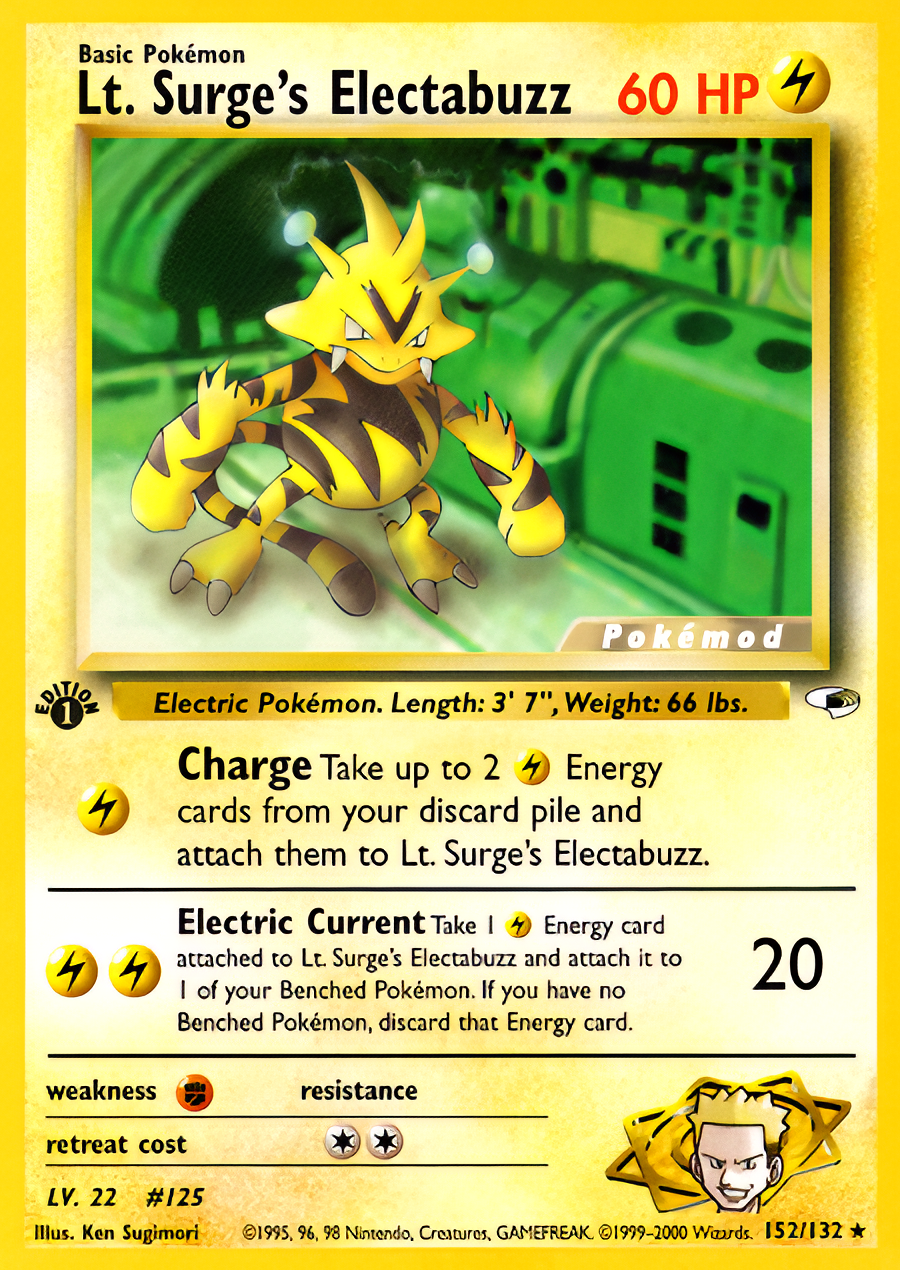 Basic Pokémon
Lt. Surge's Electabuzz 60 HP
Pokémod
EDITION
1
Electric Pokémon. Length: 3' 7", Weight: 66 lbs.
Charge Take up to 2 Energy
cards from your discard pile and
attach them to Lt. Surge's Electabuzz.
Electric Current Take 1 Energy card
attached to Lt. Surge's Electabuzz and attach it to
1 of your Benched Pokémon. If you have no
Benched Pokémon, discard that Energy card.
20
weakness resistance
retreat cost
LV. 22 #125
Illus. Ken Sugimori ©1995, 96, 98 Nintendo, Creatures, GAMEFREAK. ©1999-2000 Wizards. 152/132 ★